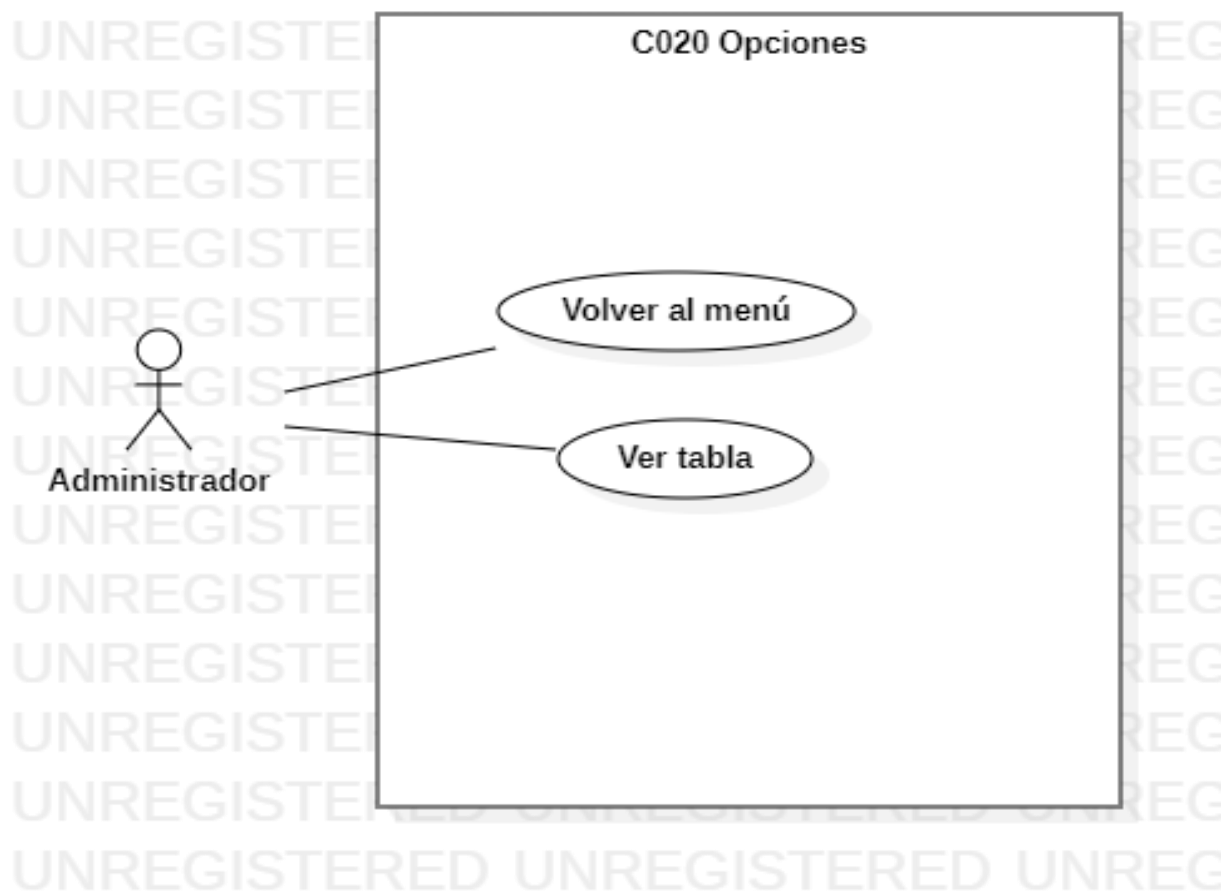 C020 Opciones
Volver al menú
Ver tabla
Administrador
UNREGISTERED UNREGISTERED UNREG